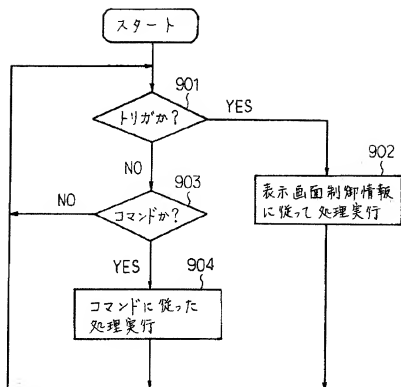 スタート
901
トリガか?
YES
NO
902
表示画面制御情報
に従って処理実行
903
コマンドか?
NO
YES
904
コマンドに従った
処理実行